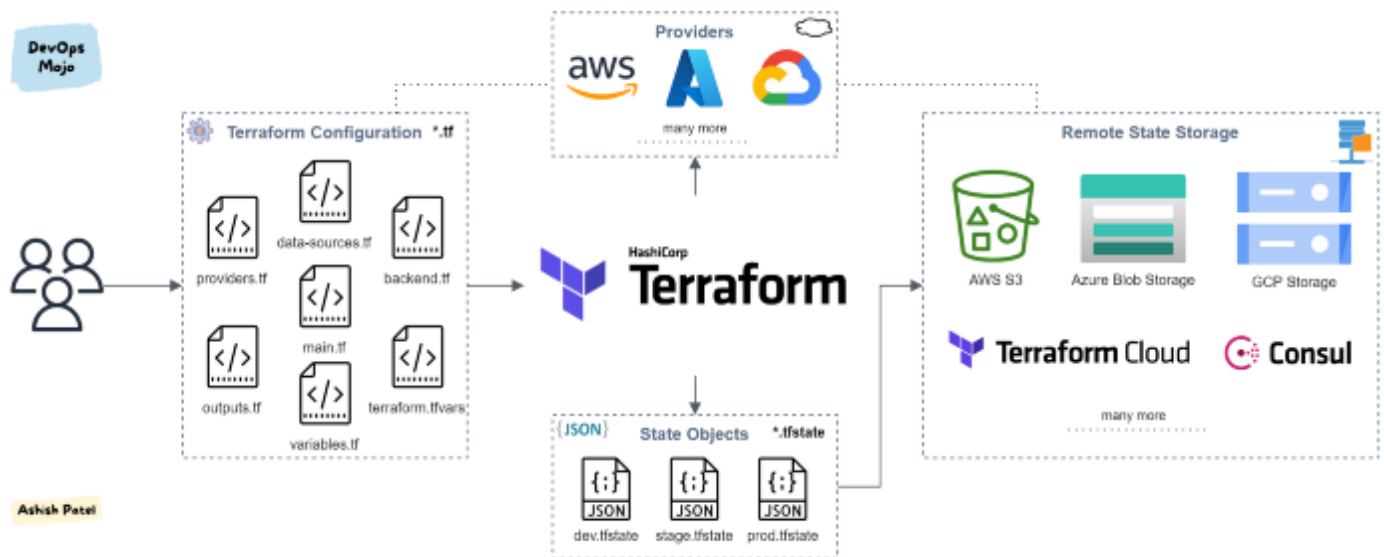 DevOps
Mojo
Providers
aws
many more
Terraform Configuration *.tf
</>
data-sources.tf
</>
providers.tf
</>
backend.tf
</>
main.tf
</>
outputs.tf
</>
terraform.tfvars
</>
variables.tf
HashiCorp
Terraform
Remote State Storage
AWS S3
Azure Blob Storage
GCP Storage
Terraform Cloud
Consul
many more
{JSON} State Objects *.tfstate
{;} {;} {;}
JSON JSON JSON
dev.tfstate stage.tfstate prod.tfstate
Ashish Patel